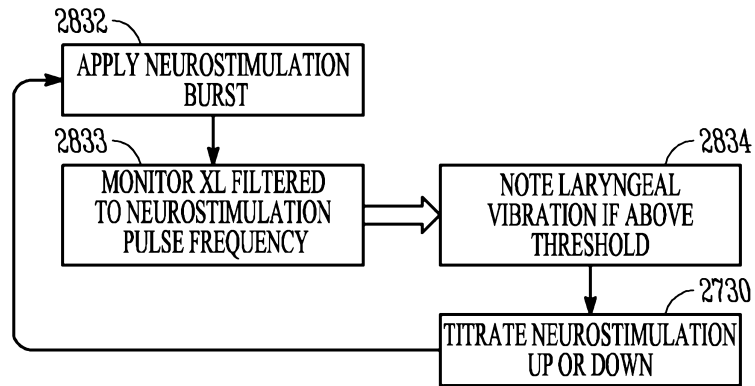 2832
APPLY NEUROSTIMULATION
BURST
2833
MONITOR XL FILTERED
TO NEUROSTIMULATION
PULSE FREQUENCY
2834
NOTE LARYNGEAL
VIBRATION IF ABOVE
THRESHOLD
2730
TITRATE NEUROSTIMULATION
UP OR DOWN